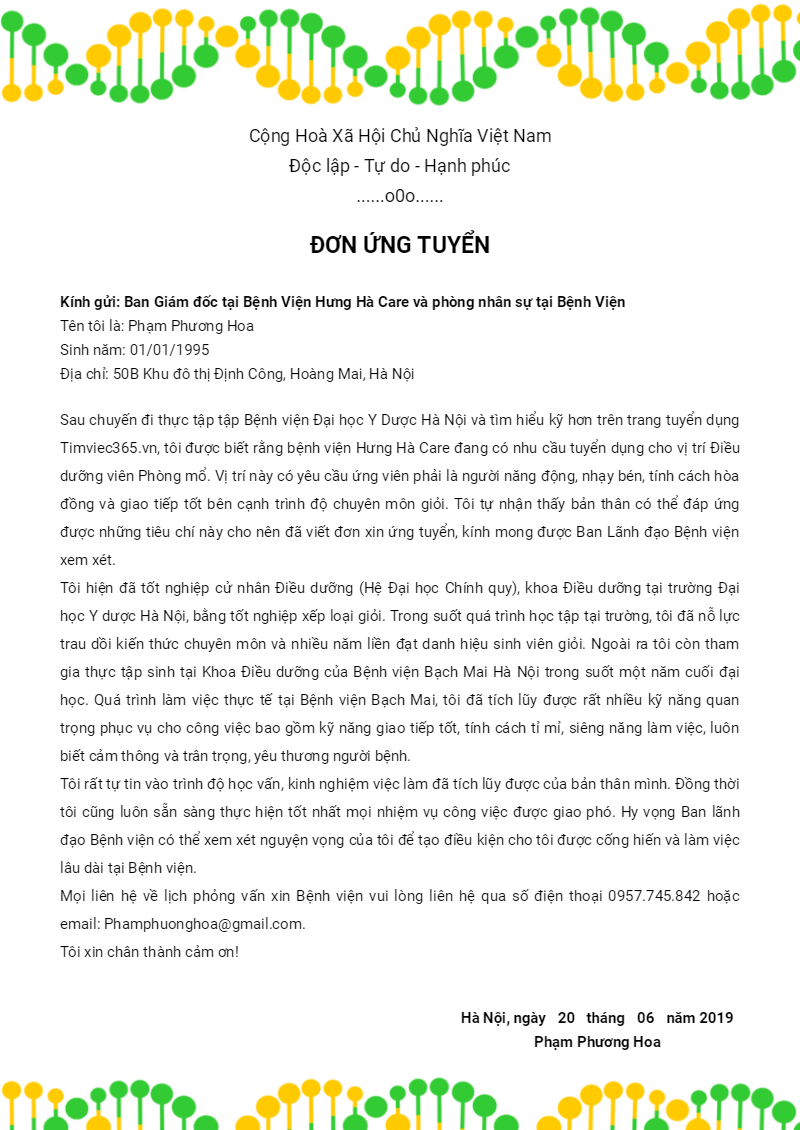 Cộng Hoà Xã Hội Chủ Nghĩa Việt Nam
Độc lập - Tự do - Hạnh phúc
......o0o......
ĐƠN ỨNG TUYỂN
Kính gửi: Ban Giám đốc tại Bệnh Viện Hưng Hà Care và phòng nhân sự tại Bệnh Viện
Tên tôi là: Phạm Phương Hoa
Sinh năm: 01/01/1995
Địa chỉ: 50B Khu đô thị Định Công, Hoàng Mai, Hà Nội
Sau chuyến đi thực tập tập Bệnh viện Đại học Y Dược Hà Nội và tìm hiểu kỹ hơn trên trang tuyển dụng
Timviec365.vn, tôi được biết rằng bệnh viện Hưng Hà Care đang có nhu cầu tuyển dụng cho vị trí Điều
dưỡng viên Phòng mổ. Vị trí này có yêu cầu ứng viên phải là người năng động, nhạy bén, tính cách hòa
đồng và giao tiếp tốt bên cạnh trình độ chuyên môn giỏi. Tôi tự nhận thấy bản thân có thể đáp ứng
được những tiêu chí này cho nên đã viết đơn xin ứng tuyển, kính mong được Ban Lãnh đạo Bệnh viện
xem xét.
Tôi hiện đã tốt nghiệp cử nhân Điều dưỡng (Hệ Đại học Chính quy), khoa Điều dưỡng tại trường Đại
học Y dược Hà Nội, bằng tốt nghiệp xếp loại giỏi. Trong suốt quá trình học tập tại trường, tôi đã nỗ lực
trau dồi kiến thức chuyên môn và nhiều năm liền đạt danh hiệu sinh viên giỏi. Ngoài ra tôi còn tham
gia thực tập sinh tại Khoa Điều dưỡng của Bệnh viện Bạch Mai Hà Nội trong suốt một năm cuối đại
học. Quá trình làm việc thực tế tại Bệnh viện Bạch Mai, tôi đã tích lũy được rất nhiều kỹ năng quan
trọng phục vụ cho công việc bao gồm kỹ năng giao tiếp tốt, tính cách tỉ mỉ, siêng năng làm việc, luôn
biết cảm thông và trân trọng, yêu thương người bệnh.
Tôi rất tự tin vào trình độ học vấn, kinh nghiệm việc làm đã tích lũy được của bản thân mình. Đồng thời
tôi cũng luôn sẵn sàng thực hiện tốt nhất mọi nhiệm vụ công việc được giao phó. Hy vọng Ban lãnh
đạo Bệnh viện có thể xem xét nguyện vọng của tôi để tạo điều kiện cho tôi được cống hiến và làm việc
lâu dài tại Bệnh viện.
Mọi liên hệ về lịch phỏng vấn xin Bệnh viện vui lòng liên hệ qua số điện thoại 0957.745.842 hoặc
email: Phamphuonghoa@gmail.com.
Tôi xin chân thành cảm ơn!
Hà Nội, ngày 20 tháng 06 năm 2019
Phạm Phương Hoa